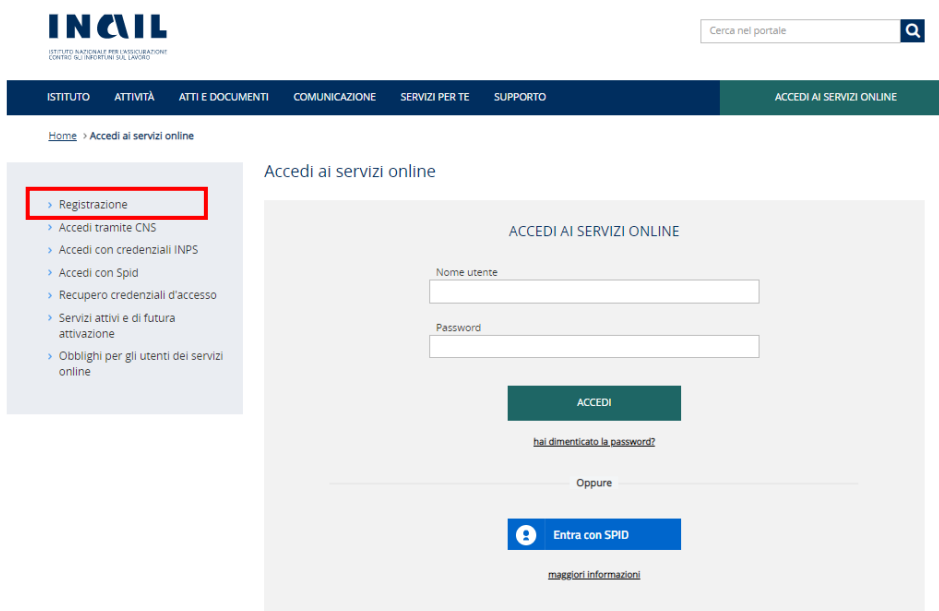 INAIL
ISTITUTO NAZIONALE PER L'ASSICURAZIONE
CONTRO GLI INFORTUNI SUL LAVORO
Cerca nel portale
ISTITUTO ATTIVITÀ ATTI E DOCUMENTI COMUNICAZIONE SERVIZI PER TE SUPPORTO ACCEDI AI SERVIZI ONLINE
Home > Accedi ai servizi online
› Registrazione
› Accedi tramite CNS
› Accedi con credenziali INPS
› Accedi con Spid
› Recupero credenziali d'accesso
› Servizi attivi e di futura
attivazione
› Obblighi per gli utenti dei servizi
online
Accedi ai servizi online
ACCEDI AI SERVIZI ONLINE
Nome utente
Password
ACCEDI
hai dimenticato la password?
Oppure
Entra con SPID
maggiori informazioni